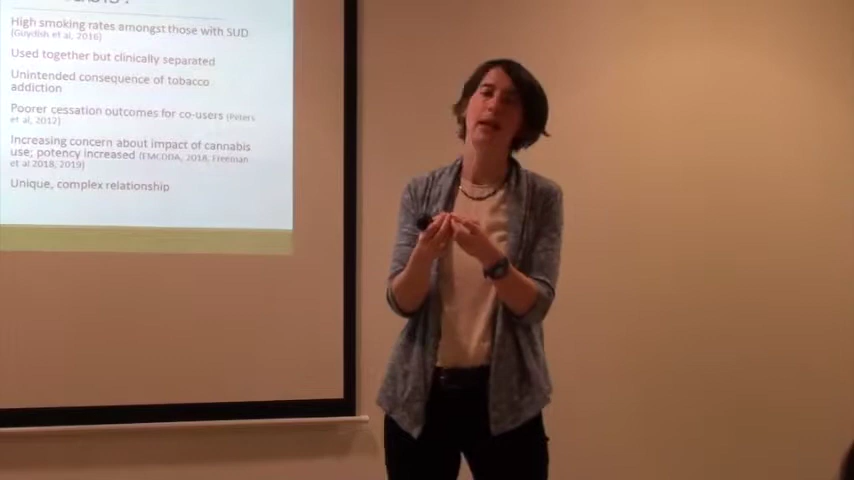 High smoking rates amongst those with SUD
(Guydish et al, 2016)
Used together but clinically separated
Unintended consequence of tobacco
addiction
Poorer cessation outcomes for co-users (Peters
et al, 2012)
Increasing concern about impact of cannabis
use; potency increased (EMCDDA, 2018, Freeman
et al 2018, 2019)
Unique, complex relationship